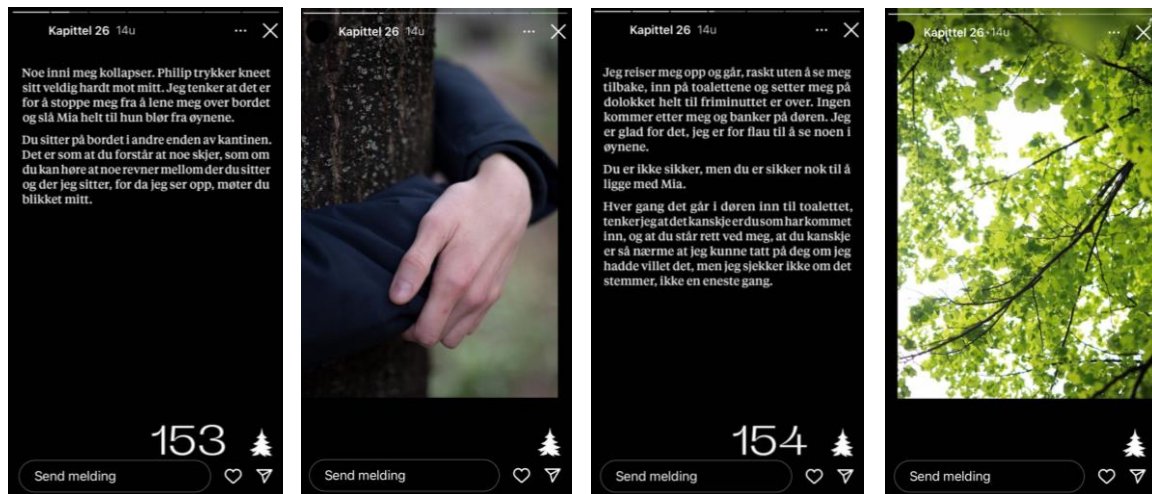 Kapittel 26 14u
Noe inni meg kollapser. Philip trykker kneet
sitt veldig hardt mot mitt. Jeg tenker at det er
for å stoppe meg fra å lene meg over bordet
og slå Mia helt til hun blør fra øynene.
Du sitter på bordet i andre enden av kantinen.
Det er som at du forstår at noe skjer, som om
du kan høre at noe revner mellom der du sitter
og der jeg sitter, for da jeg ser opp, møter du
blikket mitt.
153
Send melding
Kapittel 26 14u
Send melding
Kapittel 26 14u
Jeg reiser meg opp og går, raskt uten å se meg
tilbake, inn på toalettene og setter meg på
dolokket helt til friminuttet er over. Ingen
kommer etter meg og banker på døren. Jeg
er glad for det, jeg er for flau til å se noen i
øynene.
Du er ikke sikker, men du er sikker nok til å
ligge med Mia.
Hver gang det går i døren inn til toalettet,
tenker jeg at det kanskje er du som har kommet
inn, og at du står rett ved meg, at du kanskje
er så nærme at jeg kunne tatt på deg om jeg
hadde villet det, men jeg sjekker ikke om det
stemmer, ikke en eneste gang.
154
Send melding
Kapittel 26 14u
Send melding